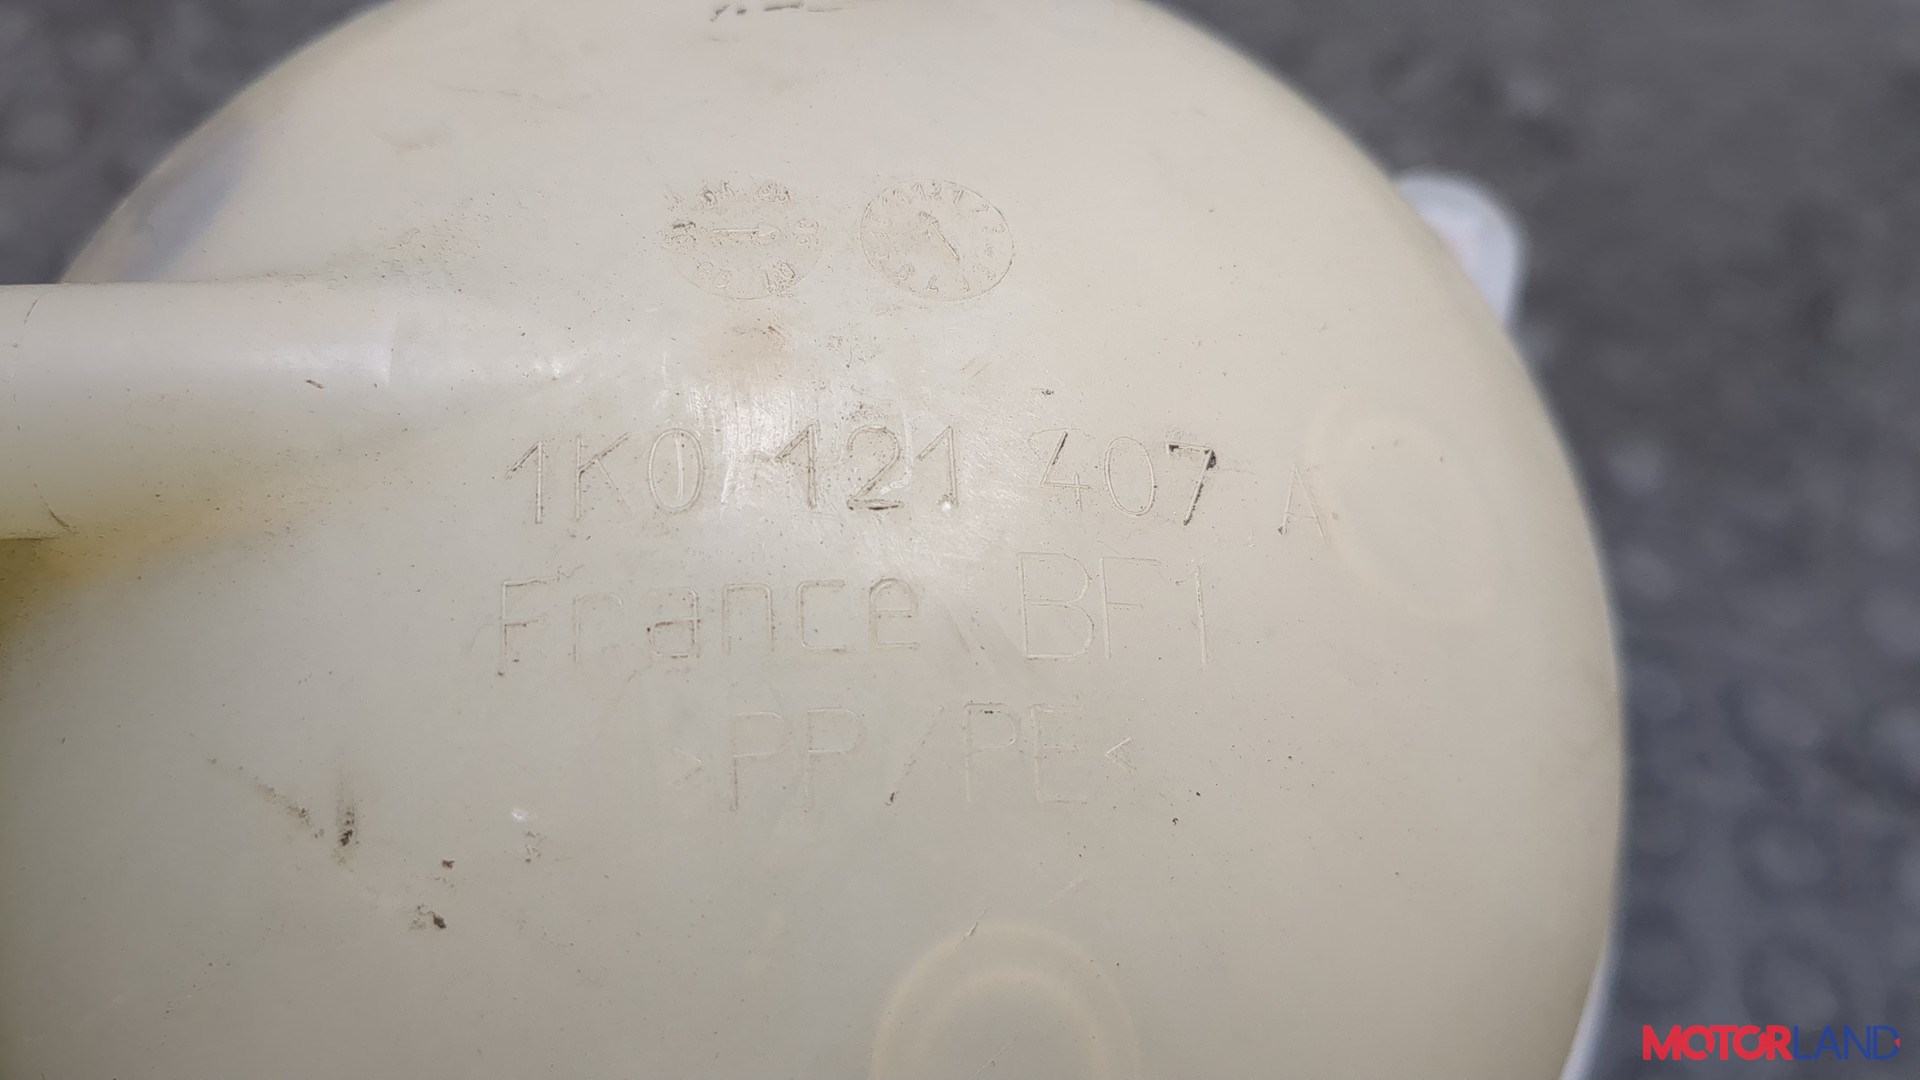 1K0 121 407 A
France BF1
>PP/PE<
MOTORLAND